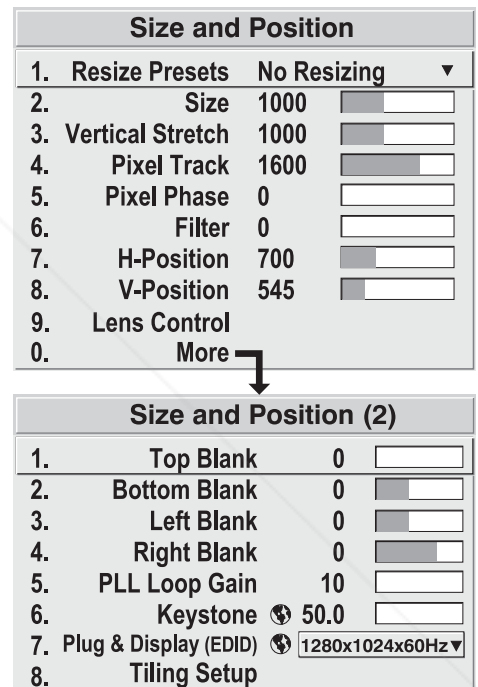 Size and Position
1. Resize Presets No Resizing ▼
2. Size 1000
3. Vertical Stretch 1000
4. Pixel Track 1600
5. Pixel Phase 0
6. Filter 0
7. H-Position 700
8. V-Position 545
9. Lens Control
0. More
Size and Position (2)
1. Top Blank 0
2. Bottom Blank 0
3. Left Blank 0
4. Right Blank 0
5. PLL Loop Gain 10
6. Keystone 50.0
7. Plug & Display (EDID) 1280x1024x60Hz▼
8. Tiling Setup